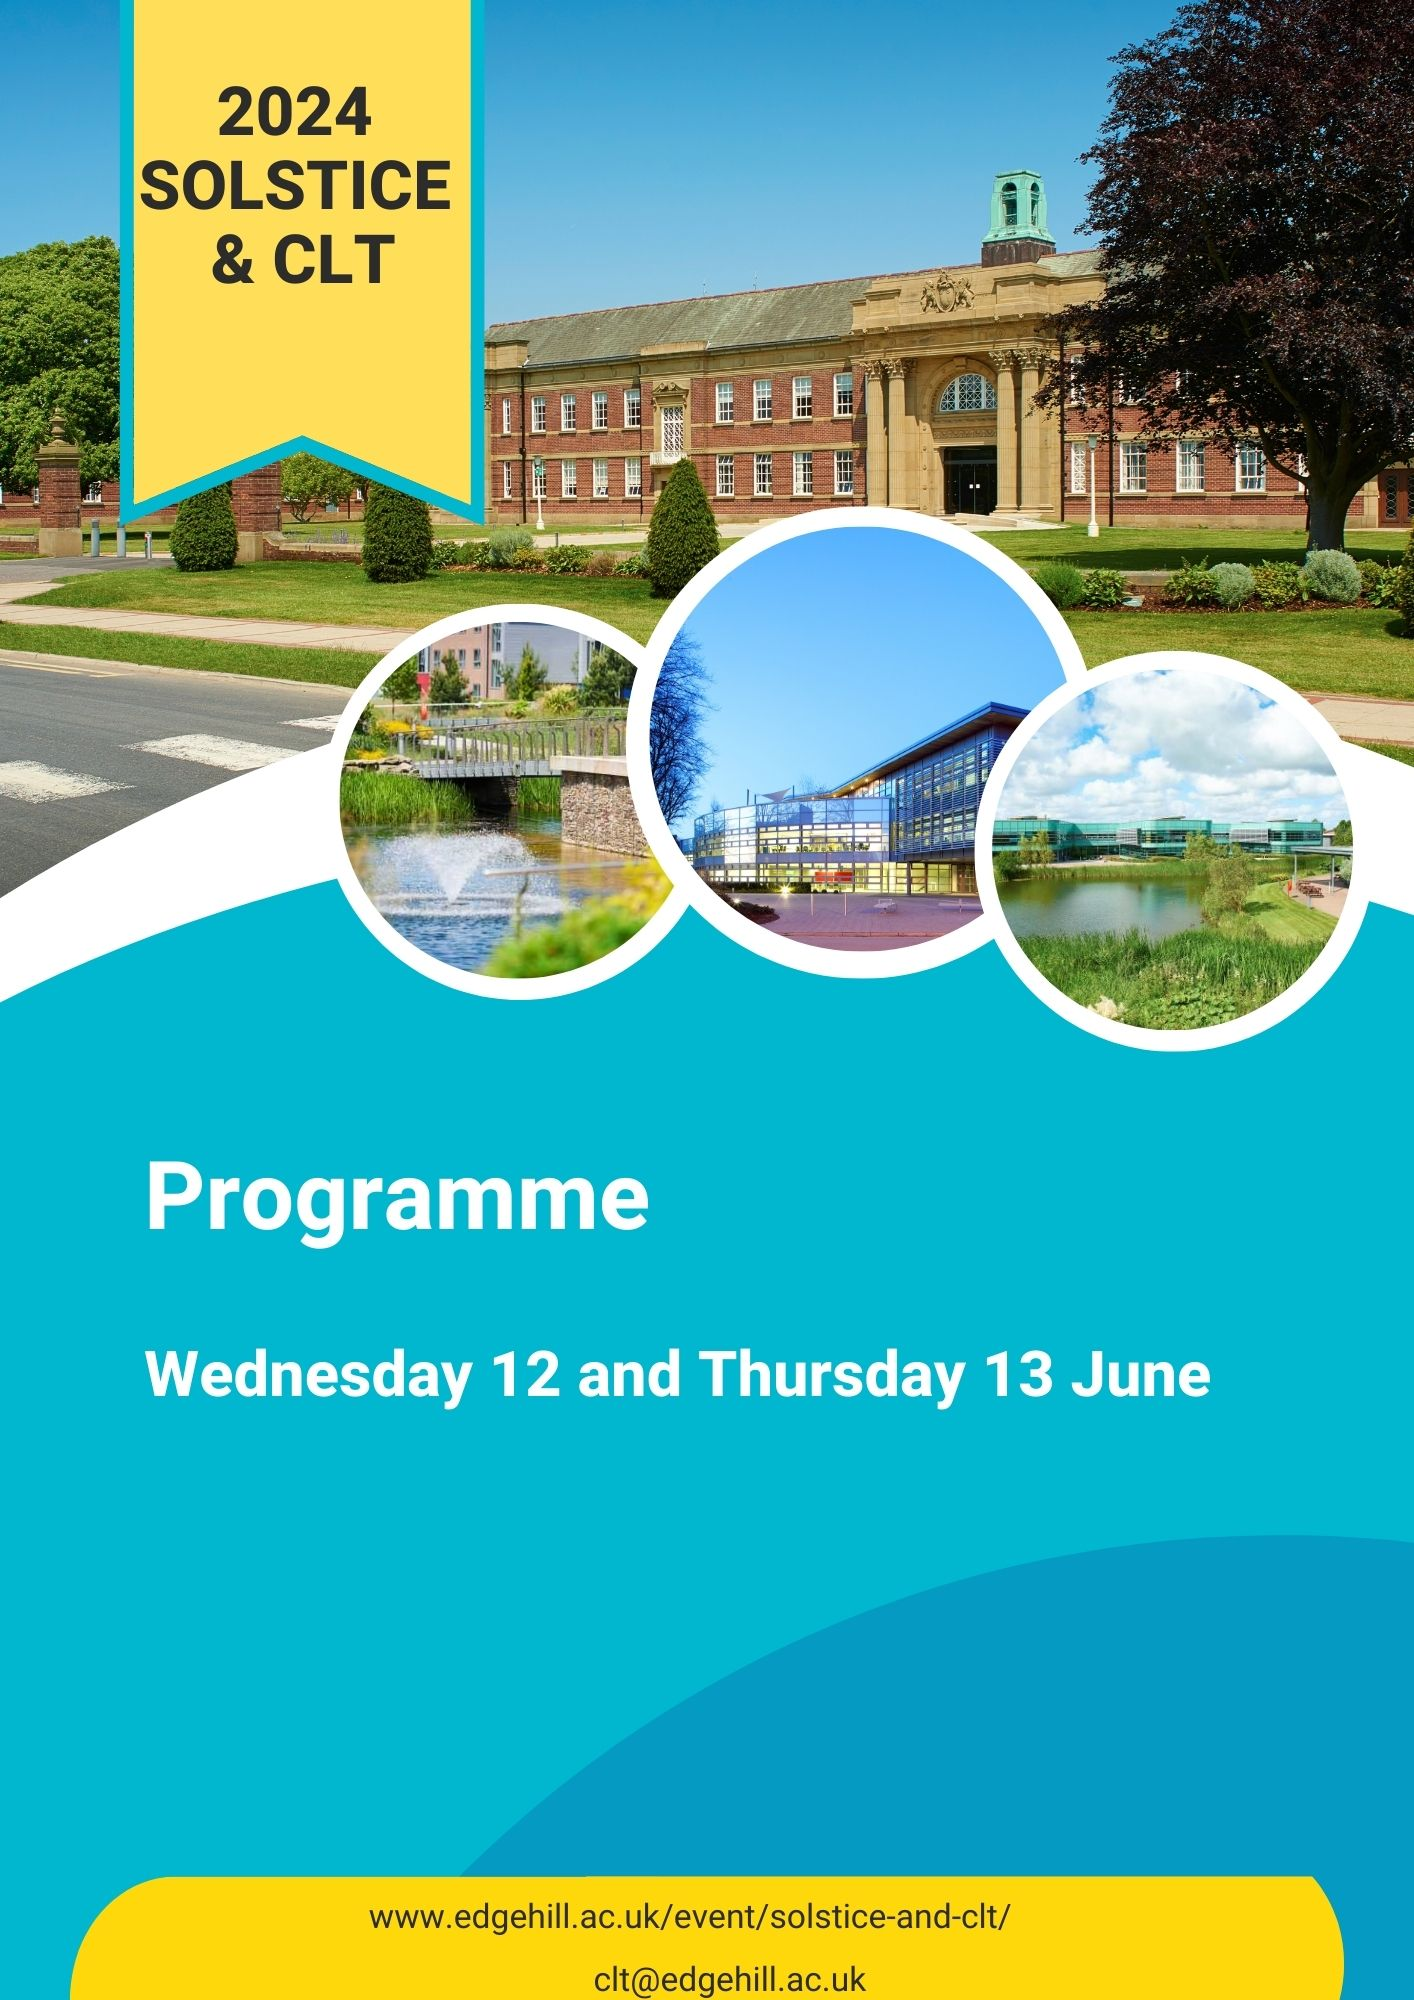 2024
SOLSTICE
& CLT
Programme
Wednesday 12 and Thursday 13 June
www.edgehill.ac.uk/event/solstice-and-clt/
clt@edgehill.ac.uk